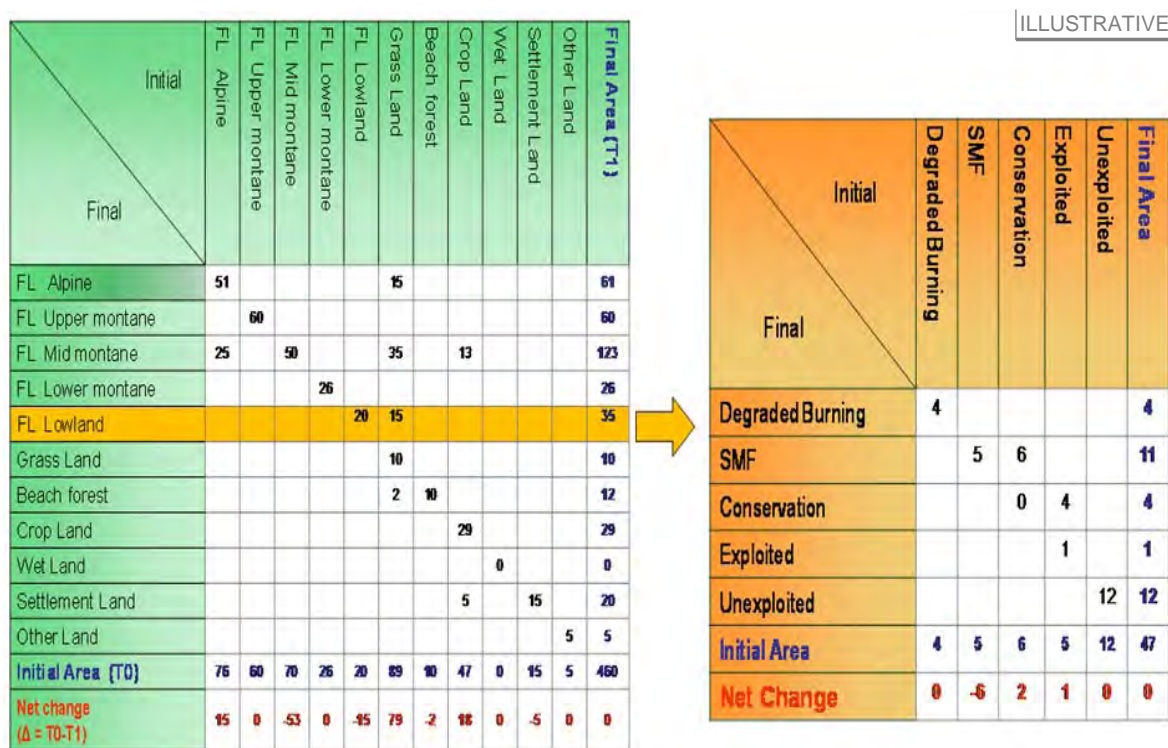 ILLUSTRATIVE
Initial
Final
FL Alpine
FL Upper montane
FL Mid montane
FL Lower montane
FL Lowland
Grass Land
Beach forest
Crop Land
Wet Land
Settlement Land
Other Land
Final Area (T1)
FL Alpine 51 15 61
FL Upper montane 60 60
FL Mid montane 25 50 35 13 123
FL Lower montane 26 26
FL Lowland 20 15 35
Grass Land 10 10
Beach forest 2 10 12
Crop Land 29 29
Wet Land 0 0
Settlement Land 5 15 20
Other Land 5 5
Initial Area (T0) 76 60 70 26 20 89 10 47 0 15 5 460
Net change
(Δ = T0-T1) 15 0 -53 0 -15 79 -2 18 0 -5 0 0
Initial
Final
Degraded Burning
SMF
Conservation
Exploited
Unexploited
Final Area
Degraded Burning 4 4
SMF 5 6 11
Conservation 0 4 4
Exploited 1 1
Unexploited 12 12
Initial Area 4 5 6 5 12 47
Net Change 0 -6 2 1 0 0